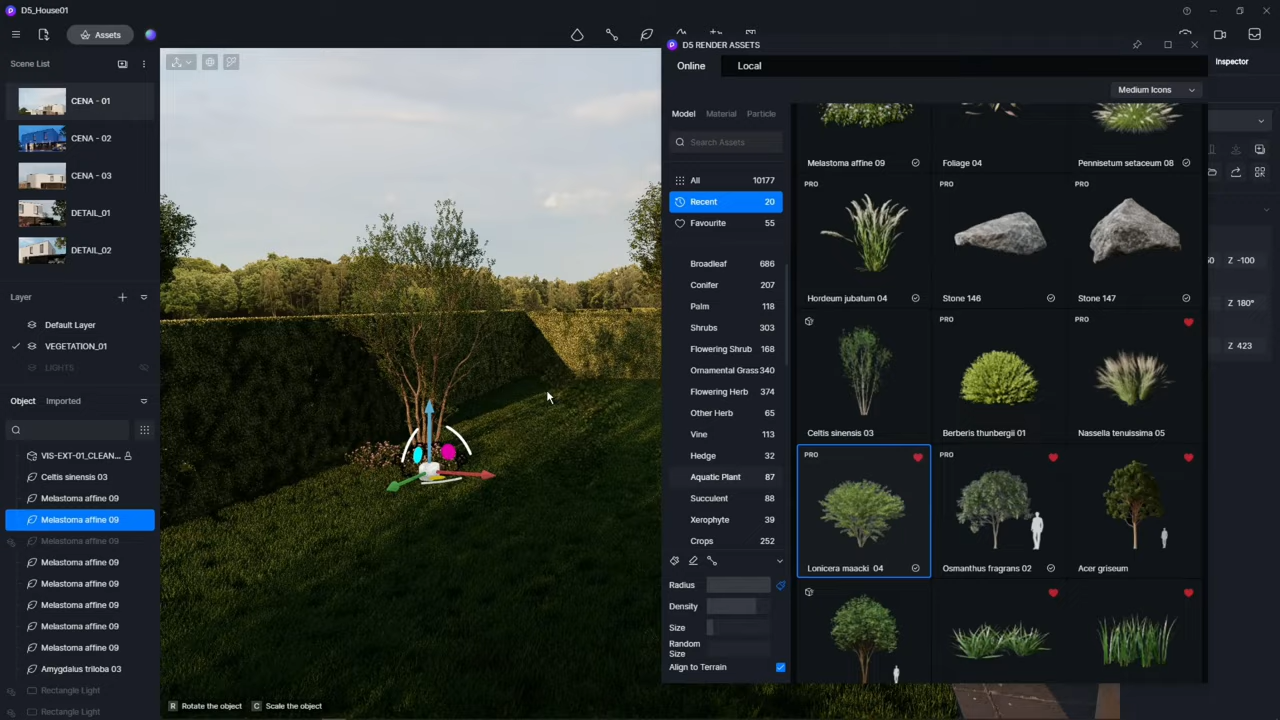 D5_House01
Assets
Scene List
CENA - 01
CENA - 02
CENA - 03
DETAIL_01
DETAIL_02
Layer
Default Layer
VEGETATION_01
LIGHTS
Object
Imported
VIS-EXT-01_CLEAN...
Celtis sinensis 03
Melastoma affine 09
Melastoma affine 09
Melastoma affine 09
Melastoma affine 09
Melastoma affine 09
Melastoma affine 09
Melastoma affine 09
Melastoma affine 09
Amygdalus triloba 03
Rectangle Light
Rectangle Light
R Rotate the object C Scale the object
D5 RENDER ASSETS
Online Local
Medium Icons
Model Material Particle
Search Assets
All 10177
Recent 20
Favourite 55
Broadleaf 686
Conifer 207
Palm 118
Shrubs 303
Flowering Shrub 168
Ornamental Grass 340
Flowering Herb 374
Other Herb 65
Vine 113
Hedge 32
Aquatic Plant 87
Succulent 88
Xerophyte 39
Crops 252
Radius
Density
Size
Random
Size
Align to Terrain
Melastoma affine 09 Foliage 04 Pennisetum setaceum 08
PRO PRO PRO
Hordeum jubatum 04 Stone 146 Stone 147
PRO PRO
Celtis sinensis 03 Berberis thunbergii 01 Nassella tenuissima 05
PRO PRO
Lonicera maacki 04 Osmanthus fragrans 02 Acer griseum
Inspector
50 Z -100
Z 180°
Z 423